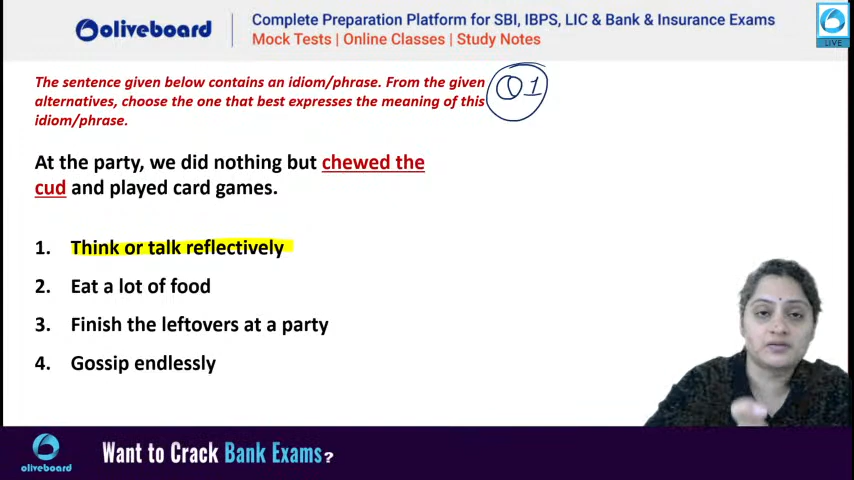 oliveboard
Complete Preparation Platform for SBI, IBPS, LIC & Bank & Insurance Exams
Mock Tests | Online Classes | Study Notes
LIVE
The sentence given below contains an idiom/phrase. From the given
alternatives, choose the one that best expresses the meaning of this
idiom/phrase.
Q1
At the party, we did nothing but chewed the
cud and played card games.
1. Think or talk reflectively
2. Eat a lot of food
3. Finish the leftovers at a party
4. Gossip endlessly
oliveboard
Want to Crack Bank Exams?